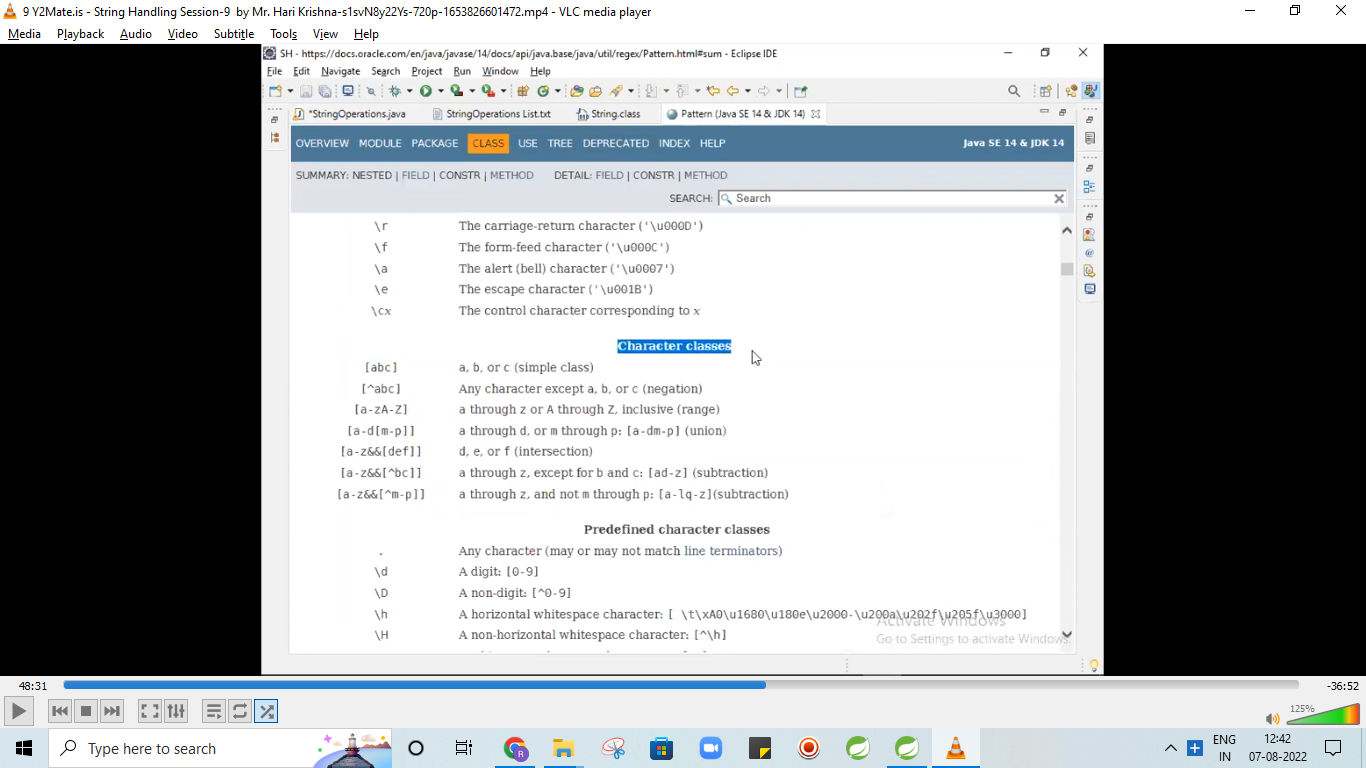 9 Y2Mate.is - String Handling Session-9 by Mr. Hari Krishna-s1svN8y22Ys-720p-1653826601472.mp4 - VLC media player
Media Playback Audio Video Subtitle Tools View Help
SH - https://docs.oracle.com/en/java/javase/14/docs/api/java.base/java/util/regex/Pattern.html#sum - Eclipse IDE
File Edit Navigate Search Project Run Window Help
*StringOperations.java StringOperations List.txt String.class Pattern (Java SE 14 & JDK 14)
OVERVIEW MODULE PACKAGE CLASS USE TREE DEPRECATED INDEX HELP Java SE 14 & JDK 14
SUMMARY: NESTED | FIELD | CONSTR | METHOD DETAIL: FIELD | CONSTR | METHOD
SEARCH: Search
\r The carriage-return character ('\u000D')
\f The form-feed character ('\u000C')
\a The alert (bell) character ('\u0007')
\e The escape character ('\u001B')
\cx The control character corresponding to x
Character classes
[abc] a, b, or c (simple class)
[^abc] Any character except a, b, or c (negation)
[a-zA-Z] a through z or A through Z, inclusive (range)
[a-d[m-p]] a through d, or m through p: [a-dm-p] (union)
[a-z&&[def]] d, e, or f (intersection)
[a-z&&[^bc]] a through z, except for b and c: [ad-z] (subtraction)
[a-z&&[^m-p]] a through z, and not m through p: [a-lq-z](subtraction)
Predefined character classes
. Any character (may or may not match line terminators)
\d A digit: [0-9]
\D A non-digit: [^0-9]
\h A horizontal whitespace character: [ \t\xA0\u1680\u180e\u2000-\u200a\u202f\u205f\u3000]
\H A non-horizontal whitespace character: [^\h]
Activate Windows
Go to Settings to activate Windows.
48:31 -36:52
125%
Type here to search
ENG 12:42
IN 07-08-2022